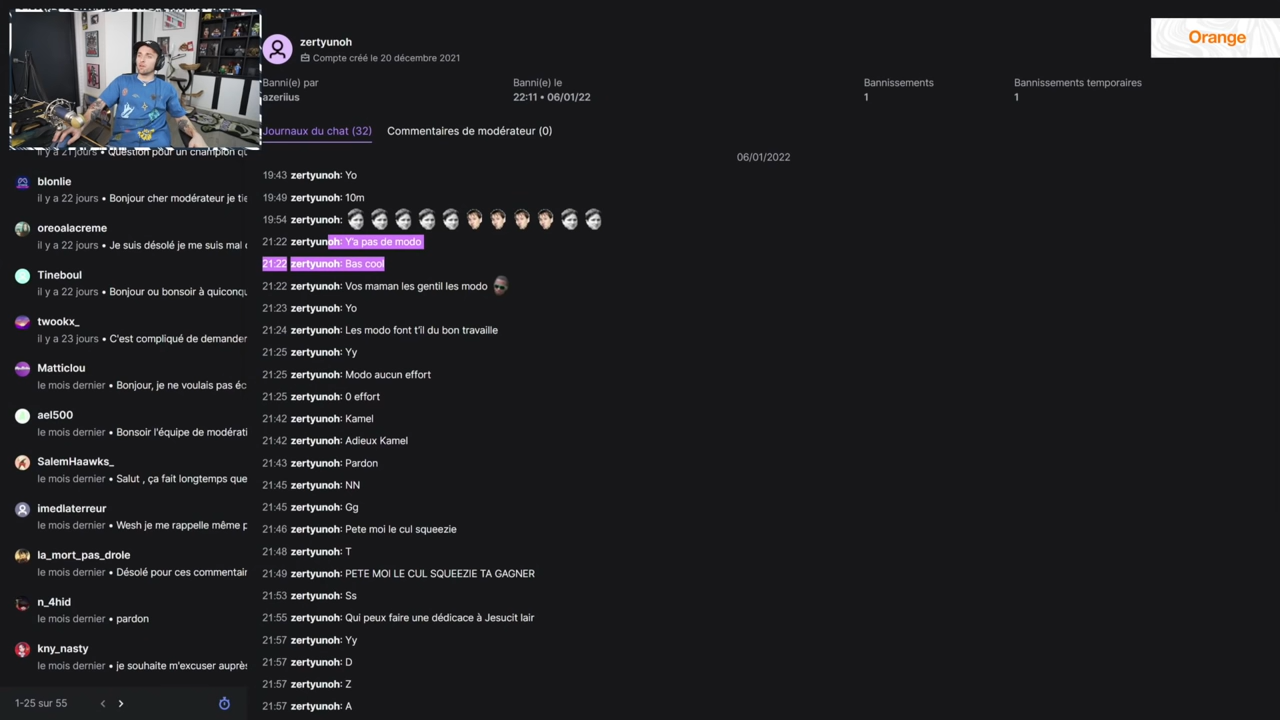 zertyunoh
Compte créé le 20 décembre 2021
Orange
Banni(e) par
azeriius
Banni(e) le
22:11 • 06/01/22
Bannissements
1
Bannissements temporaires
1
Journaux du chat (32)
Commentaires de modérateur (0)
il y a 21 jours • Question pour un champion qu
blonlie
il y a 22 jours • Bonjour cher modérateur je tie
oreoalacreme
il y a 22 jours • Je suis désolé je me suis mal c
Tineboul
il y a 22 jours • Bonjour ou bonsoir à quiconqu
twookx_
il y a 23 jours • C'est compliqué de demander
Matticlou
le mois dernier • Bonjour, je ne voulais pas éc
ael500
le mois dernier • Bonsoir l'équipe de modérati
SalemHaawks_
le mois dernier • Salut , ça fait longtemps que
imedlaterreur
le mois dernier • Wesh je me rappelle même p
la_mort_pas_drole
le mois dernier • Désolé pour ces commentair
n_4hid
le mois dernier • pardon
kny_nasty
le mois dernier • je souhaite m'excuser auprès
1-25 sur 55
06/01/2022
19:43 zertyunoh: Yo
19:49 zertyunoh: 10m
19:54 zertyunoh:
21:22 zertyunoh: Y'a pas de modo
21:22 zertyunoh: Bas cool
21:22 zertyunoh: Vos maman les gentil les modo
21:23 zertyunoh: Yo
21:24 zertyunoh: Les modo font t'il du bon travaille
21:25 zertyunoh: Yy
21:25 zertyunoh: Modo aucun effort
21:25 zertyunoh: 0 effort
21:42 zertyunoh: Kamel
21:42 zertyunoh: Adieux Kamel
21:43 zertyunoh: Pardon
21:45 zertyunoh: NN
21:45 zertyunoh: Gg
21:46 zertyunoh: Pete moi le cul squeezie
21:48 zertyunoh: T
21:49 zertyunoh: PETE MOI LE CUL SQUEEZIE TA GAGNER
21:53 zertyunoh: Ss
21:55 zertyunoh: Qui peux faire une dédicace à Jesucit lair
21:57 zertyunoh: Yy
21:57 zertyunoh: D
21:57 zertyunoh: Z
21:57 zertyunoh: A